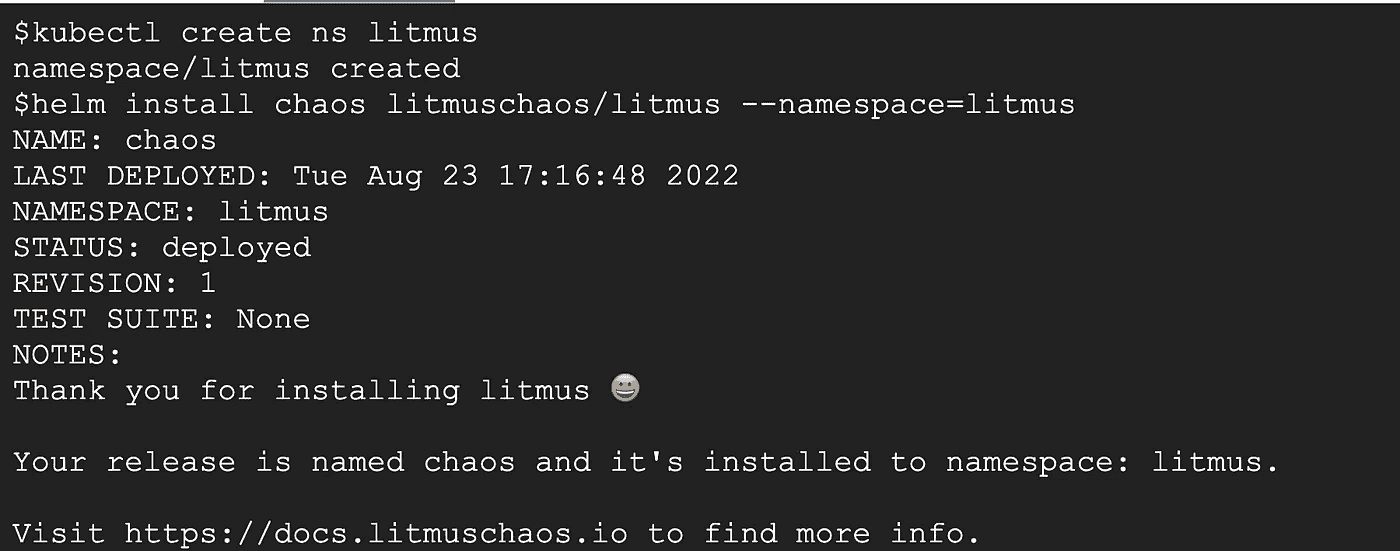 $kubectl create ns litmus
namespace/litmus created
$helm install chaos litmuschaos/litmus --namespace=litmus
NAME: chaos
LAST DEPLOYED: Tue Aug 23 17:16:48 2022
NAMESPACE: litmus
STATUS: deployed
REVISION: 1
TEST SUITE: None
NOTES:
Thank you for installing litmus 😀
Your release is named chaos and it's installed to namespace: litmus.
Visit https://docs.litmuschaos.io to find more info.